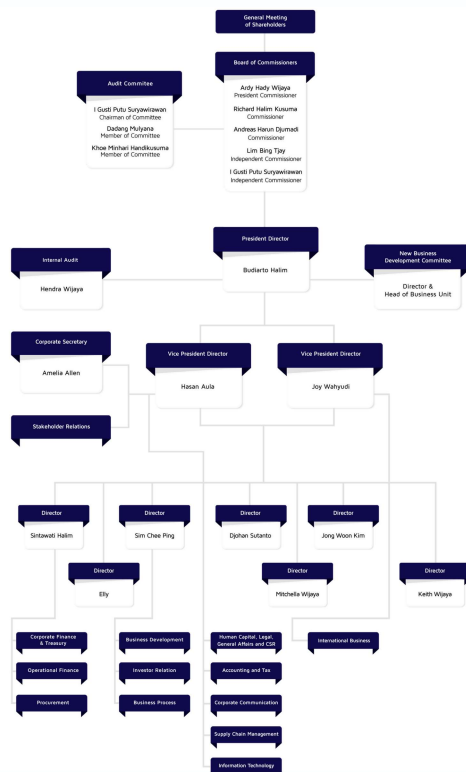 General Meeting
of Shareholders
Board of Commissioners
Ardy Hady Wijaya
President Commissioner
Richard Halim Kusuma
Commissioner
Andreas Harun Djumadi
Commissioner
Lim Bing Tjay
Independent Commissioner
I Gusti Putu Suryawirawan
Independent Commissioner
Audit Commitee
I Gusti Putu Suryawirawan
Chairman of Committee
Dadang Mulyana
Member of Committee
Khoe Minhari Handikusuma
Member of Committee
President Director
Budiarto Halim
Internal Audit
Hendra Wijaya
New Business
Development Committee
Director &
Head of Business Unit
Corporate Secretary
Amelia Allen
Vice President Director
Hasan Aula
Vice President Director
Joy Wahyudi
Stakeholder Relations
Director
Sintawati Halim
Director
Sim Chee Ping
Director
Djohan Sutanto
Director
Jong Woon Kim
Director
Elly
Director
Mitchella Wijaya
Director
Keith Wijaya
Corporate Finance
& Treasury
Operational Finance
Procurement
Business Development
Investor Relation
Business Process
Human Capital, Legal,
General Affairs and CSR
Accounting and Tax
Corporate Communication
Supply Chain Management
Information Technology
International Business